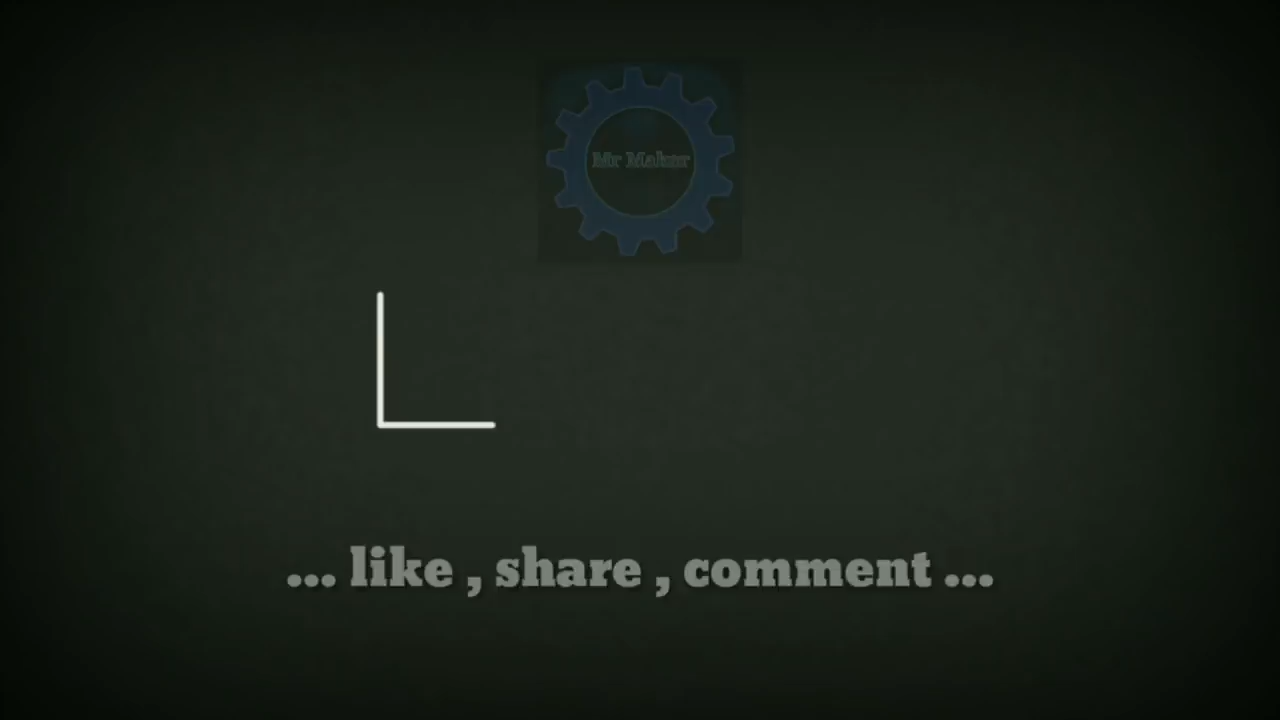 Mr Maker
... like , share , comment ...